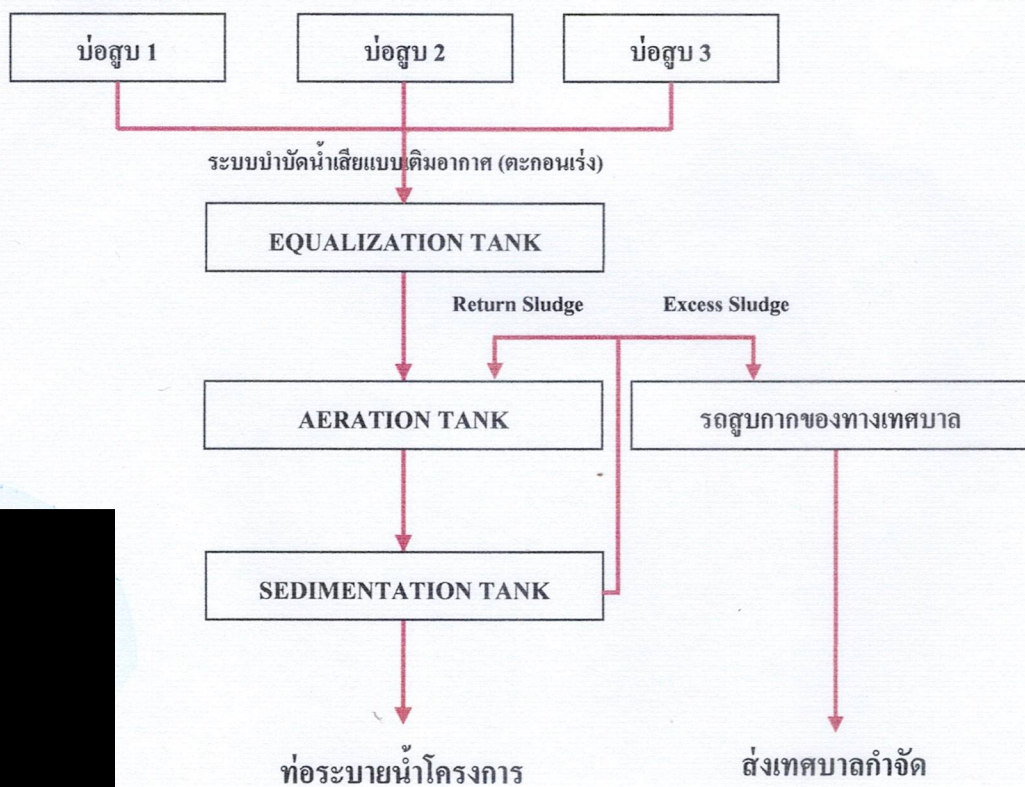 บ่อสูบ 1
บ่อสูบ 2
บ่อสูบ 3
ระบบบำบัดน้ำเสียแบบเติมอากาศ (ตะกอนเร่ง)
EQUALIZATION TANK
Return Sludge
Excess Sludge
AERATION TANK
รถสูบกากของทางเทศบาล
SEDIMENTATION TANK
ท่อระบายน้ำโครงการ
ส่งเทศบาลกำจัด